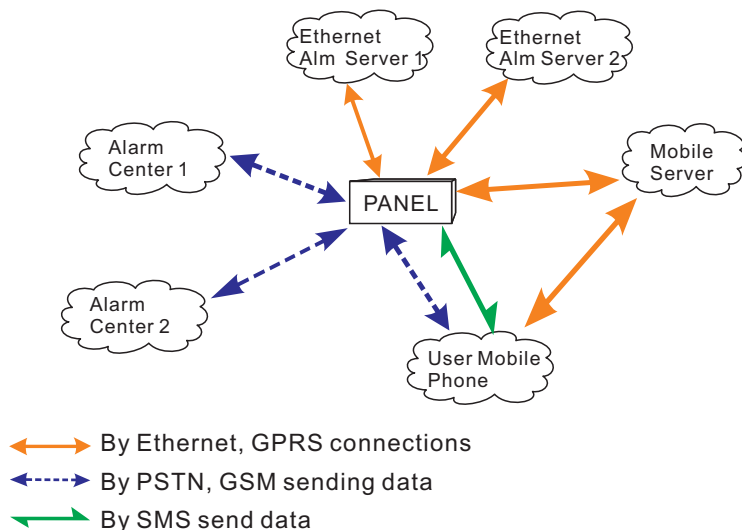 Ethernet
Alm Server 1
Ethernet
Alm Server 2
Alarm
Center 1
Mobile
Server
PANEL
Alarm
Center 2
User Mobile
Phone
By Ethernet, GPRS connections
By PSTN, GSM sending data
By SMS send data